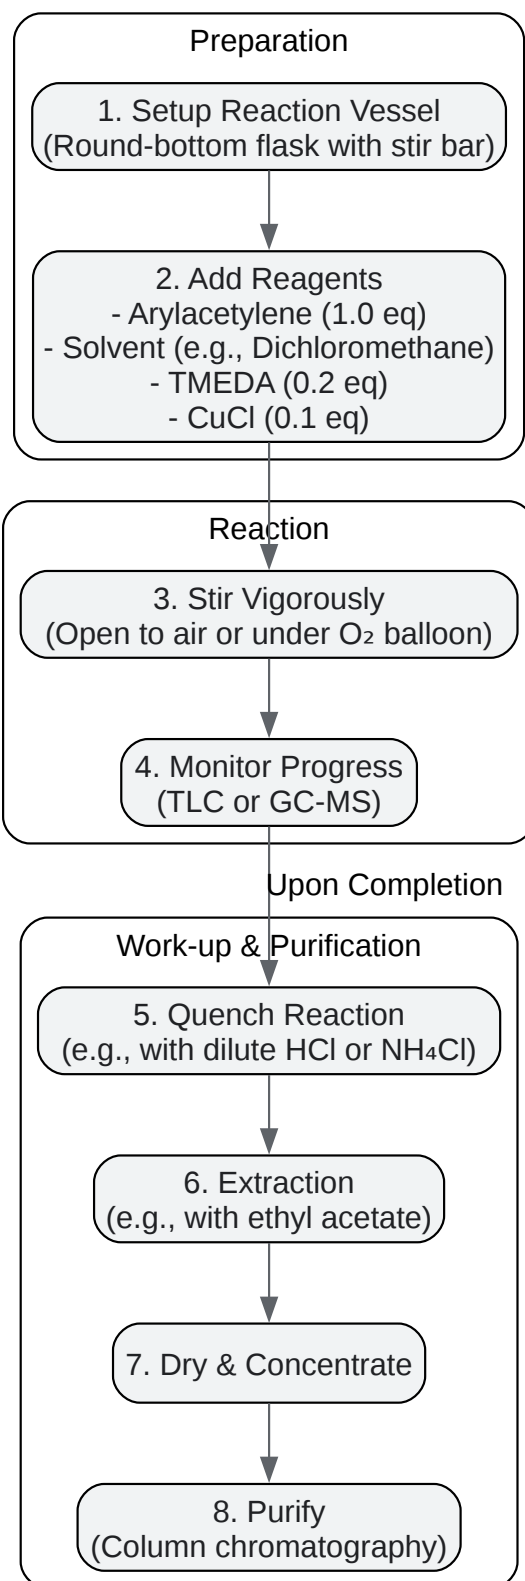 Preparation
1. Setup Reaction Vessel
(Round-bottom flask with stir bar)
2. Add Reagents
- Arylacetylene (1.0 eq)
- Solvent (e.g., Dichloromethane)
- TMEDA (0.2 eq)
- CuCl (0.1 eq)
Reaction
3. Stir Vigorously
(Open to air or under O₂ balloon)
4. Monitor Progress
(TLC or GC-MS)
Upon Completion
Work-up & Purification
5. Quench Reaction
(e.g., with dilute HCl or NH₄Cl)
6. Extraction
(e.g., with ethyl acetate)
7. Dry & Concentrate
8. Purify
(Column chromatography)